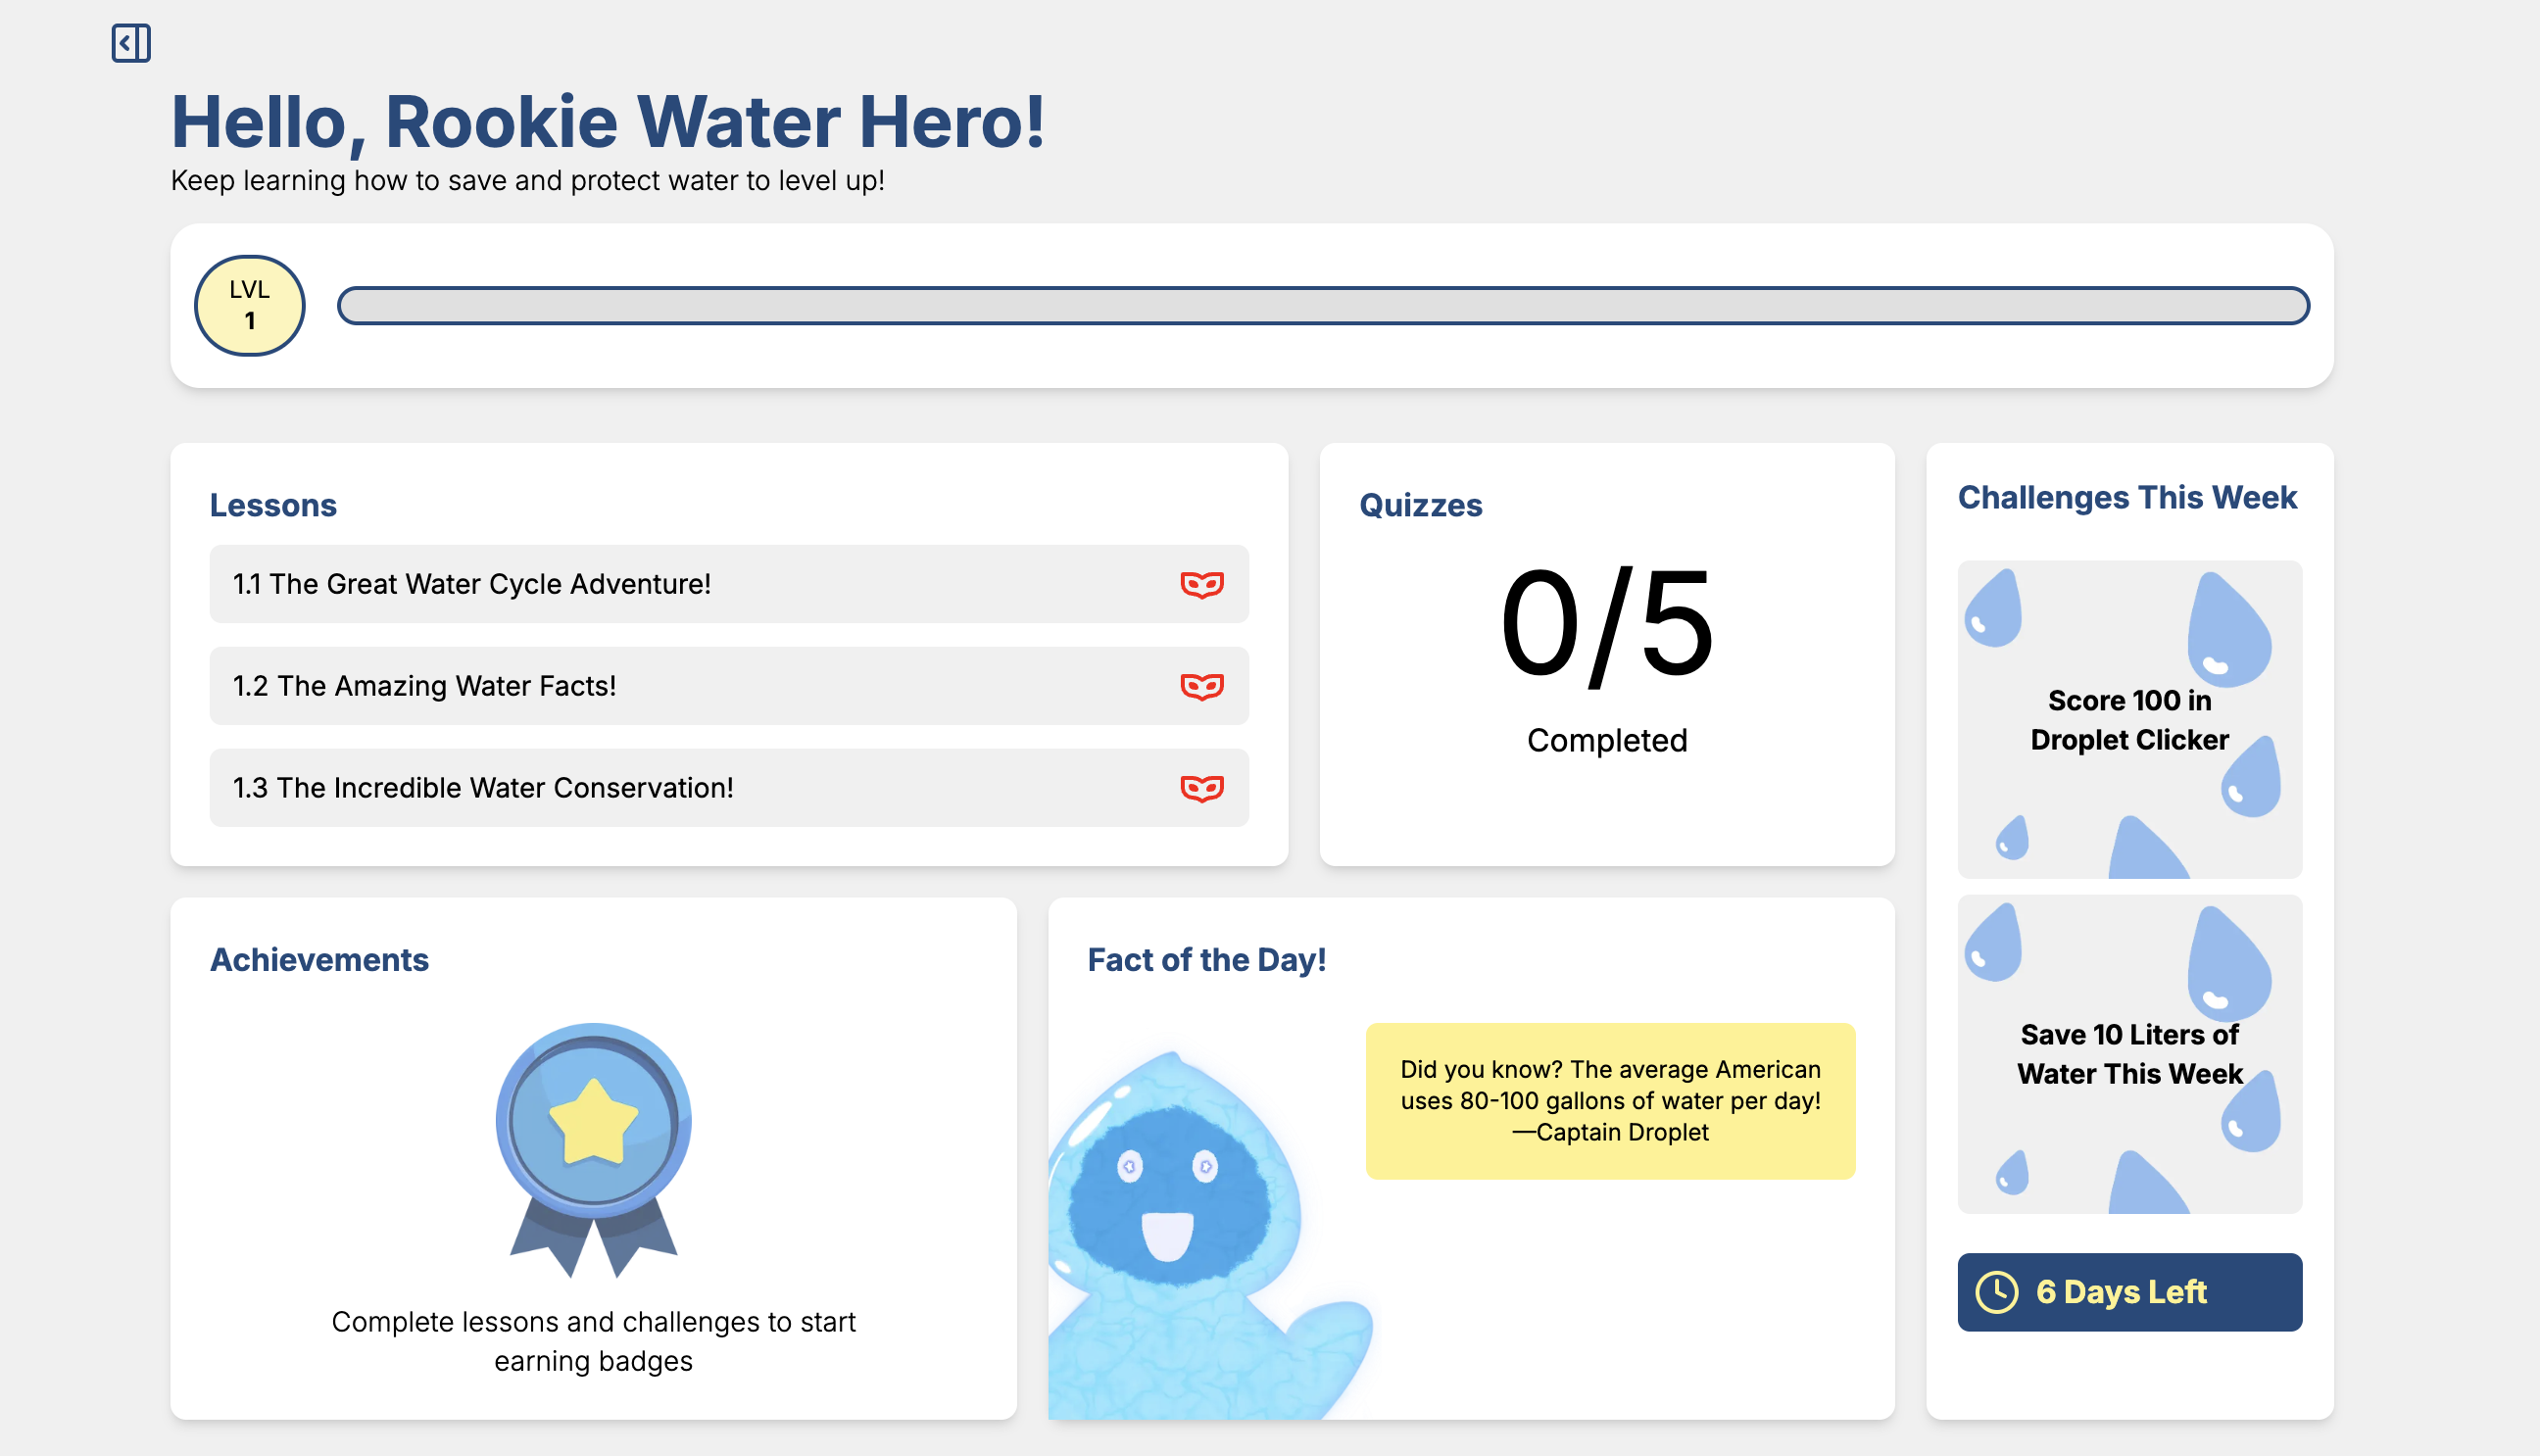 Hello, Rookie Water Hero!
Keep learning how to save and protect water to level up!
LVL
1
Lessons
1.1 The Great Water Cycle Adventure!
1.2 The Amazing Water Facts!
1.3 The Incredible Water Conservation!
Quizzes
0/5
Completed
Challenges This Week
Score 100 in
Droplet Clicker
Save 10 Liters of
Water This Week
6 Days Left
Achievements
Complete lessons and challenges to start
earning badges
Fact of the Day!
Did you know? The average American
uses 80-100 gallons of water per day!
—Captain Droplet